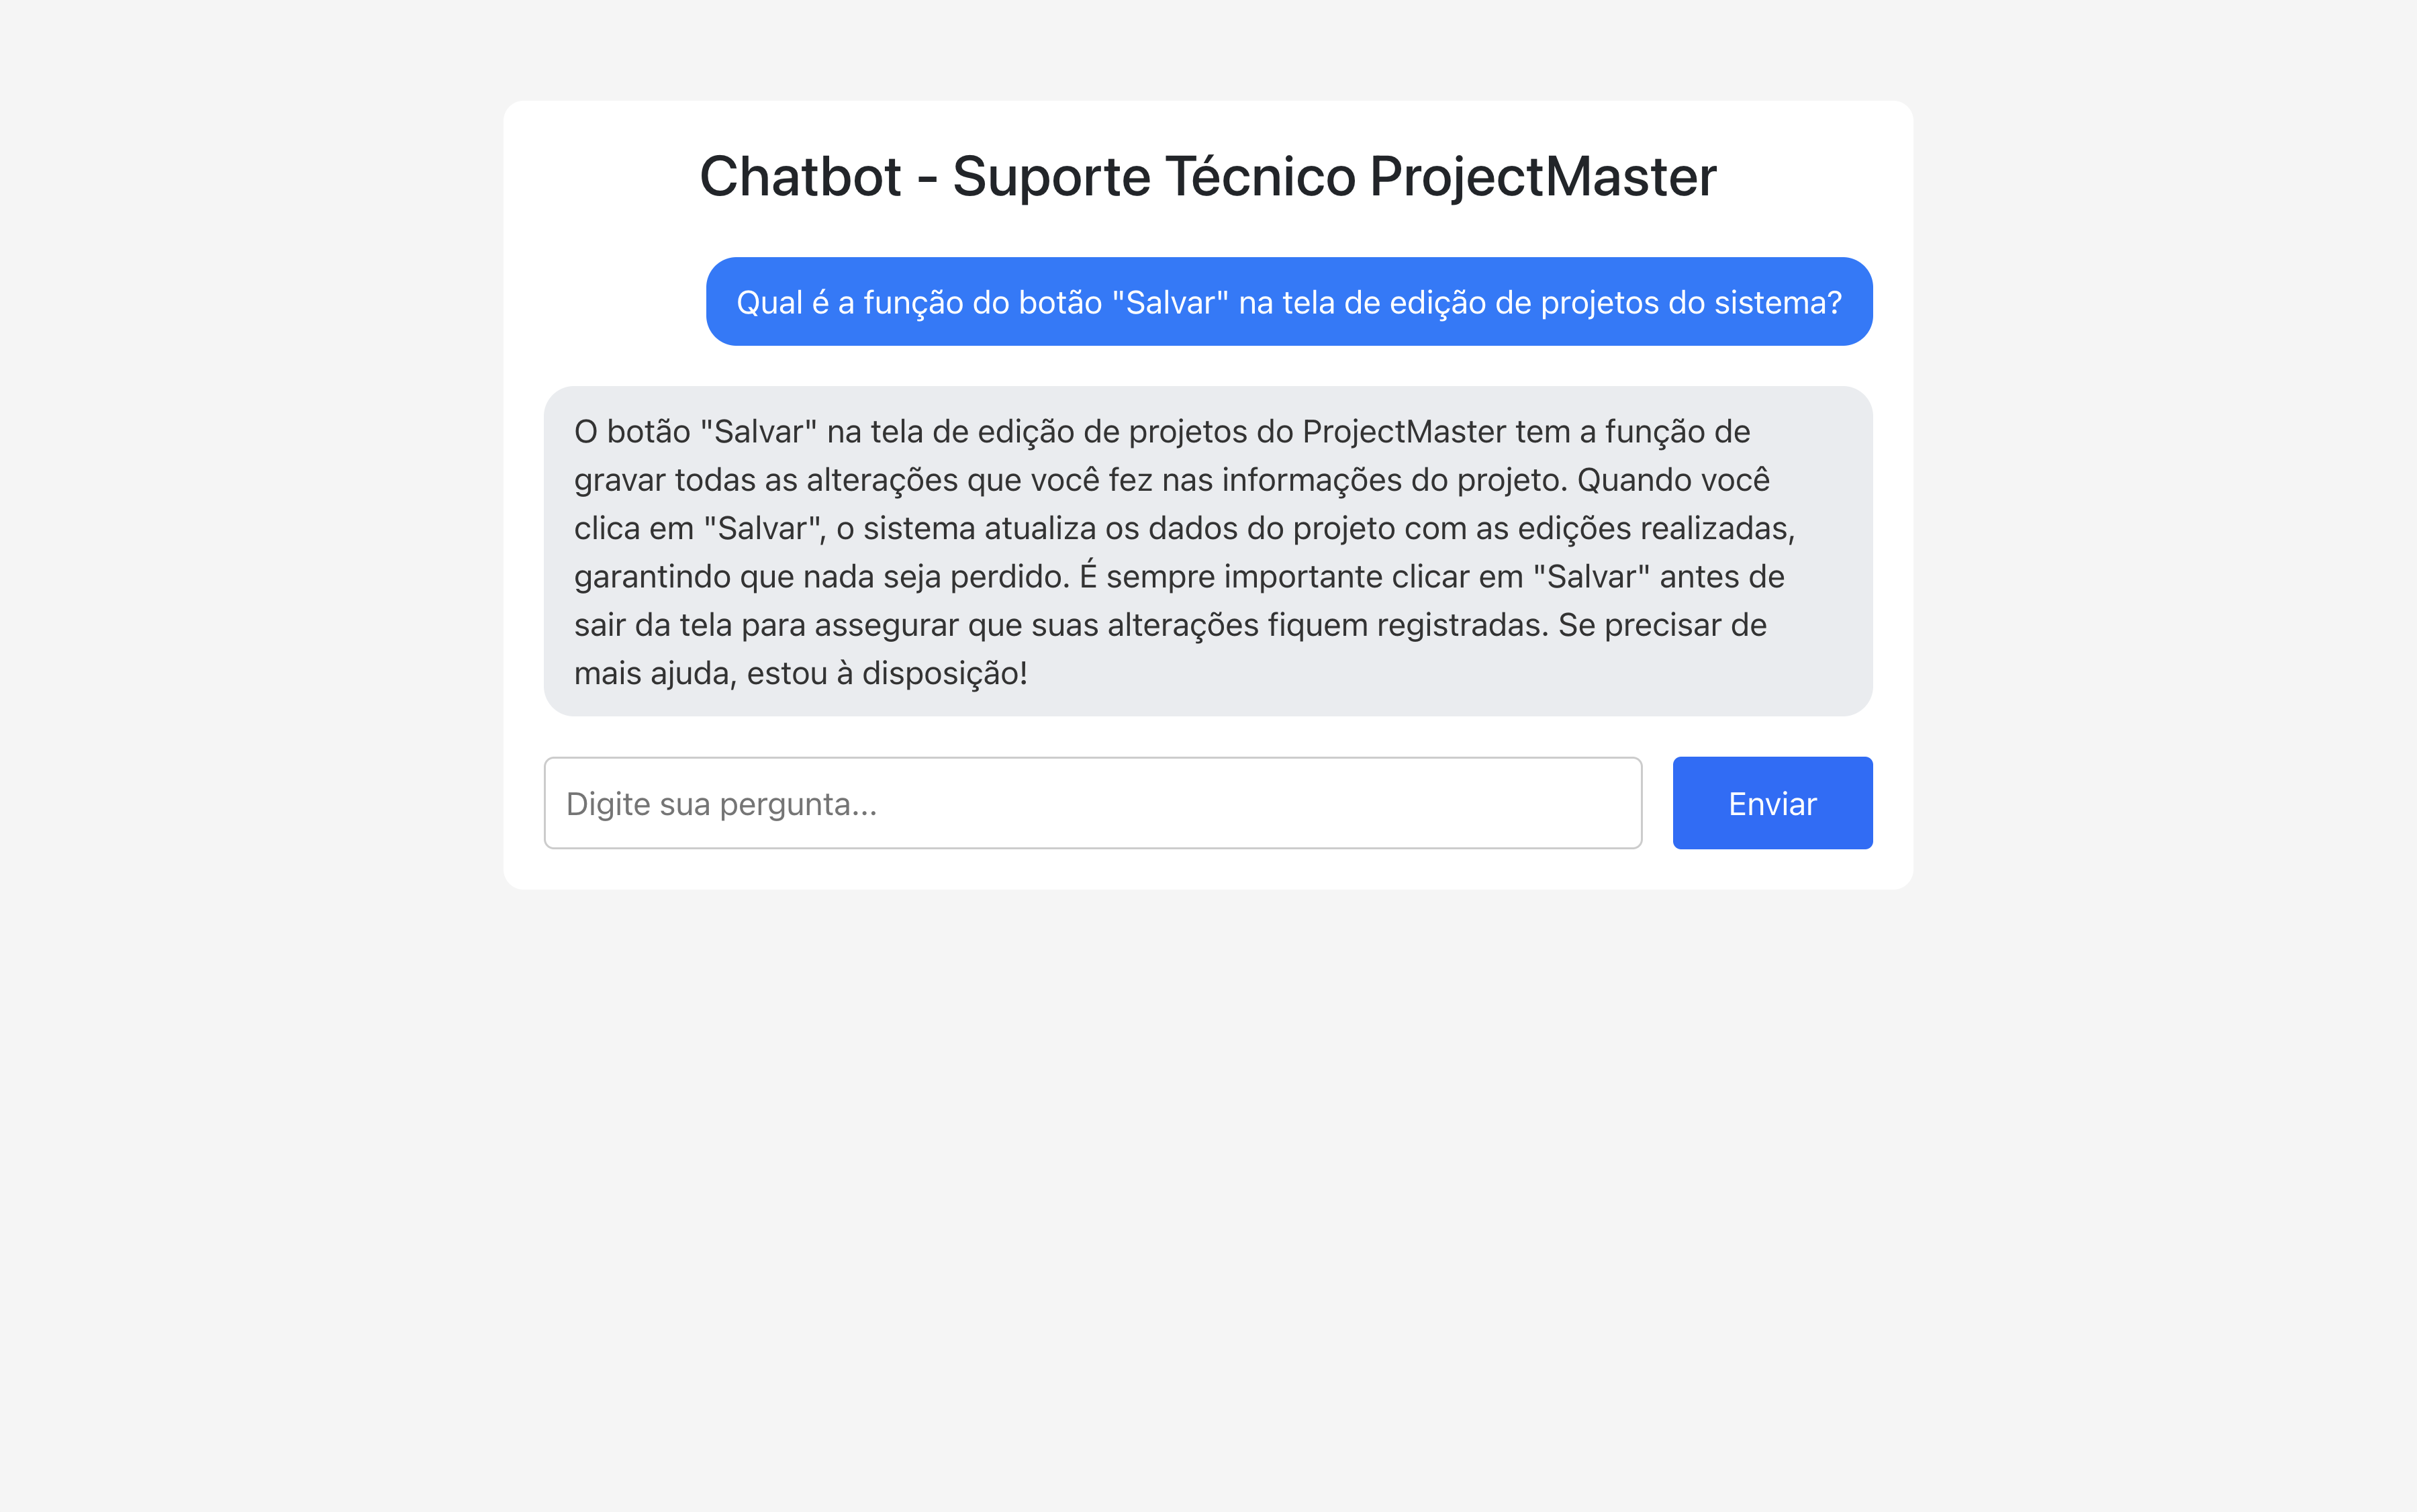 Chatbot - Suporte Técnico ProjectMaster
Qual é a função do botão "Salvar" na tela de edição de projetos do sistema?
O botão "Salvar" na tela de edição de projetos do ProjectMaster tem a função de
gravar todas as alterações que você fez nas informações do projeto. Quando você
clica em "Salvar", o sistema atualiza os dados do projeto com as edições realizadas,
garantindo que nada seja perdido. É sempre importante clicar em "Salvar" antes de
sair da tela para assegurar que suas alterações fiquem registradas. Se precisar de
mais ajuda, estou à disposição!
Digite sua pergunta...
Enviar